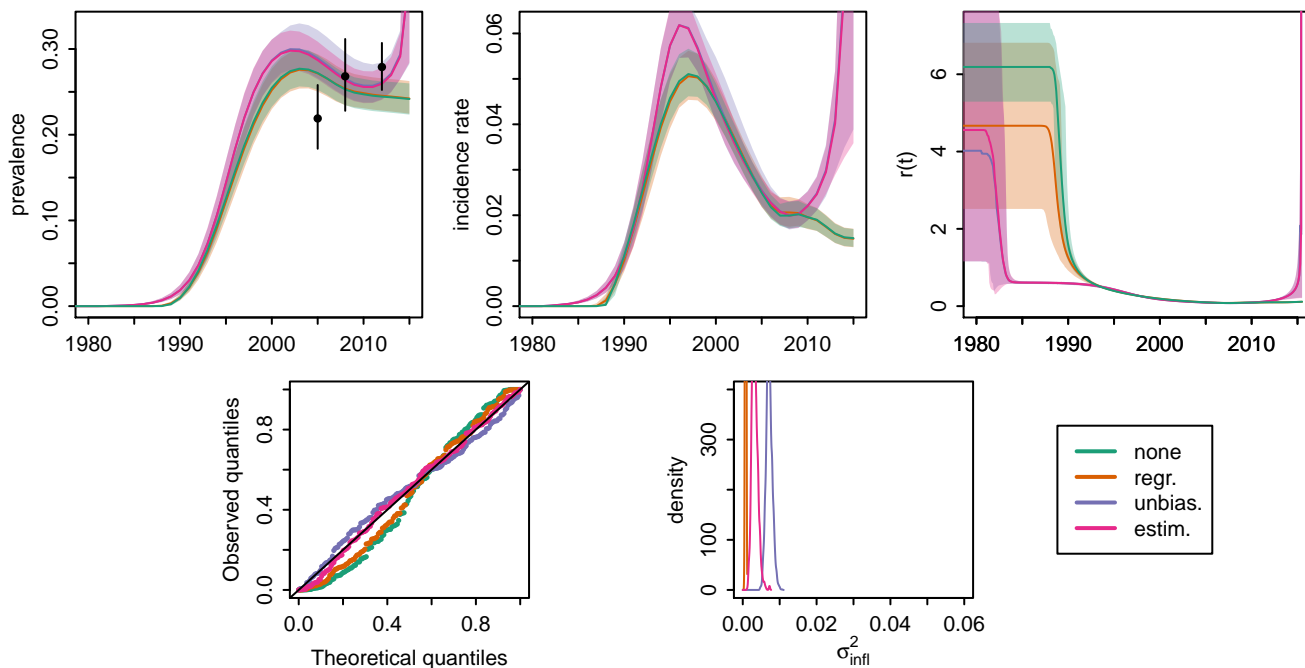 prevalence
0.00 0.10 0.20 0.30
1980 1990 2000 2010
incidence rate
0.00 0.02 0.04 0.06
1980 1990 2000 2010
r(t)
0 2 4 6
1980 1990 2000 2010
Observed quantiles
0.0 0.4 0.8
0.0 0.4 0.8
Theoretical quantiles
density
0 100 300
0.00 0.02 0.04 0.06
σ²infl
none
regr.
unbias.
estim.